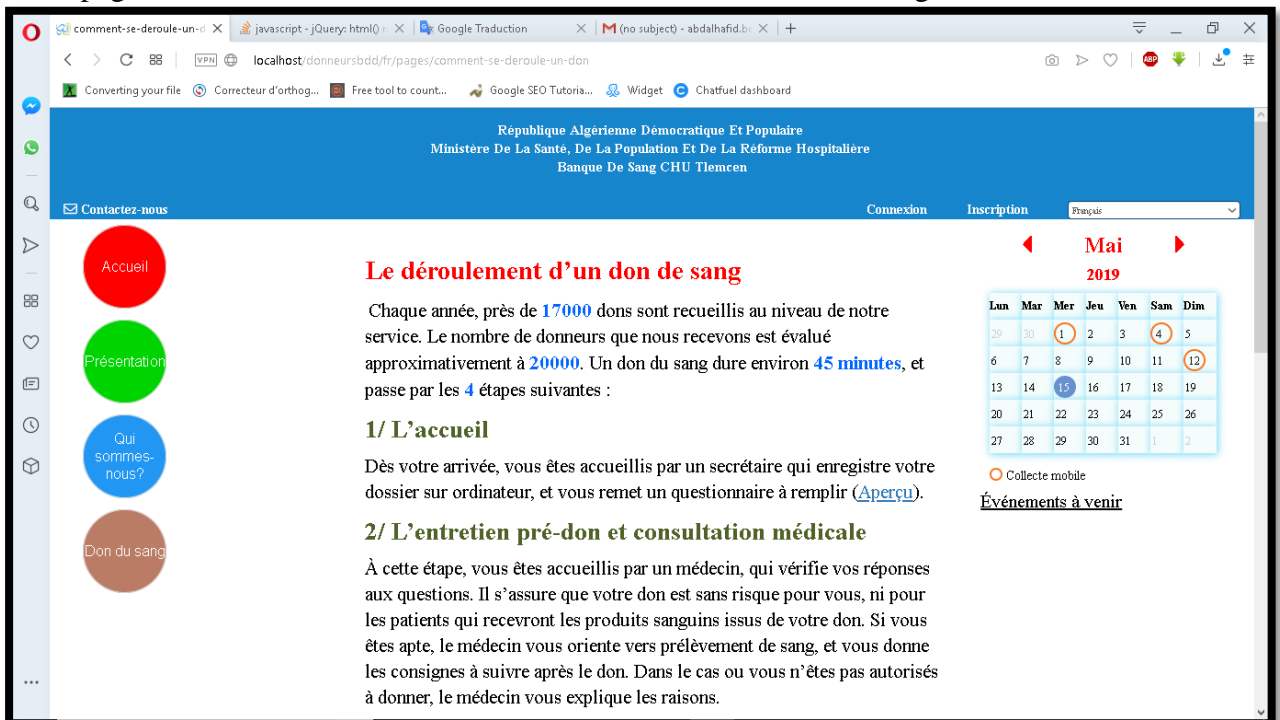 comment-se-deroule-un-d
javascript - jQuery: html()
Google Traduction
(no subject) - abdalhafid.b
VPN
localhost/donneursbdd/fr/pages/comment-se-deroule-un-don
ABP
Converting your file
Correcteur d'orthog...
Free tool to count...
Google SEO Tutoria...
Widget
Chatfuel dashboard
République Algérienne Démocratique Et Populaire
Ministère De La Santé, De La Population Et De La Réforme Hospitalière
Banque De Sang CHU Tlemcen
Contactez-nous
Connexion
Inscription
Français
Accueil
Présentation
Qui
sommes-
nous?
Don du sang
Le déroulement d'un don de sang
Chaque année, près de 17000 dons sont recueillis au niveau de notre
service. Le nombre de donneurs que nous recevons est évalué
approximativement à 20000. Un don du sang dure environ 45 minutes, et
passe par les 4 étapes suivantes :
1/ L'accueil
Dès votre arrivée, vous êtes accueillis par un secrétaire qui enregistre votre
dossier sur ordinateur, et vous remet un questionnaire à remplir (Aperçu).
2/ L'entretien pré-don et consultation médicale
À cette étape, vous êtes accueillis par un médecin, qui vérifie vos réponses
aux questions. Il s'assure que votre don est sans risque pour vous, ni pour
les patients qui recevront les produits sanguins issus de votre don. Si vous
êtes apte, le médecin vous oriente vers prélèvement de sang, et vous donne
les consignes à suivre après le don. Dans le cas ou vous n'êtes pas autorisés
à donner, le médecin vous explique les raisons.
Mai
2019
Lun Mar Mer Jeu Ven Sam Dim
29 30 1 2 3 4 5
6 7 8 9 10 11 12
13 14 15 16 17 18 19
20 21 22 23 24 25 26
27 28 29 30 31 1 2
Collecte mobile
Événements à venir